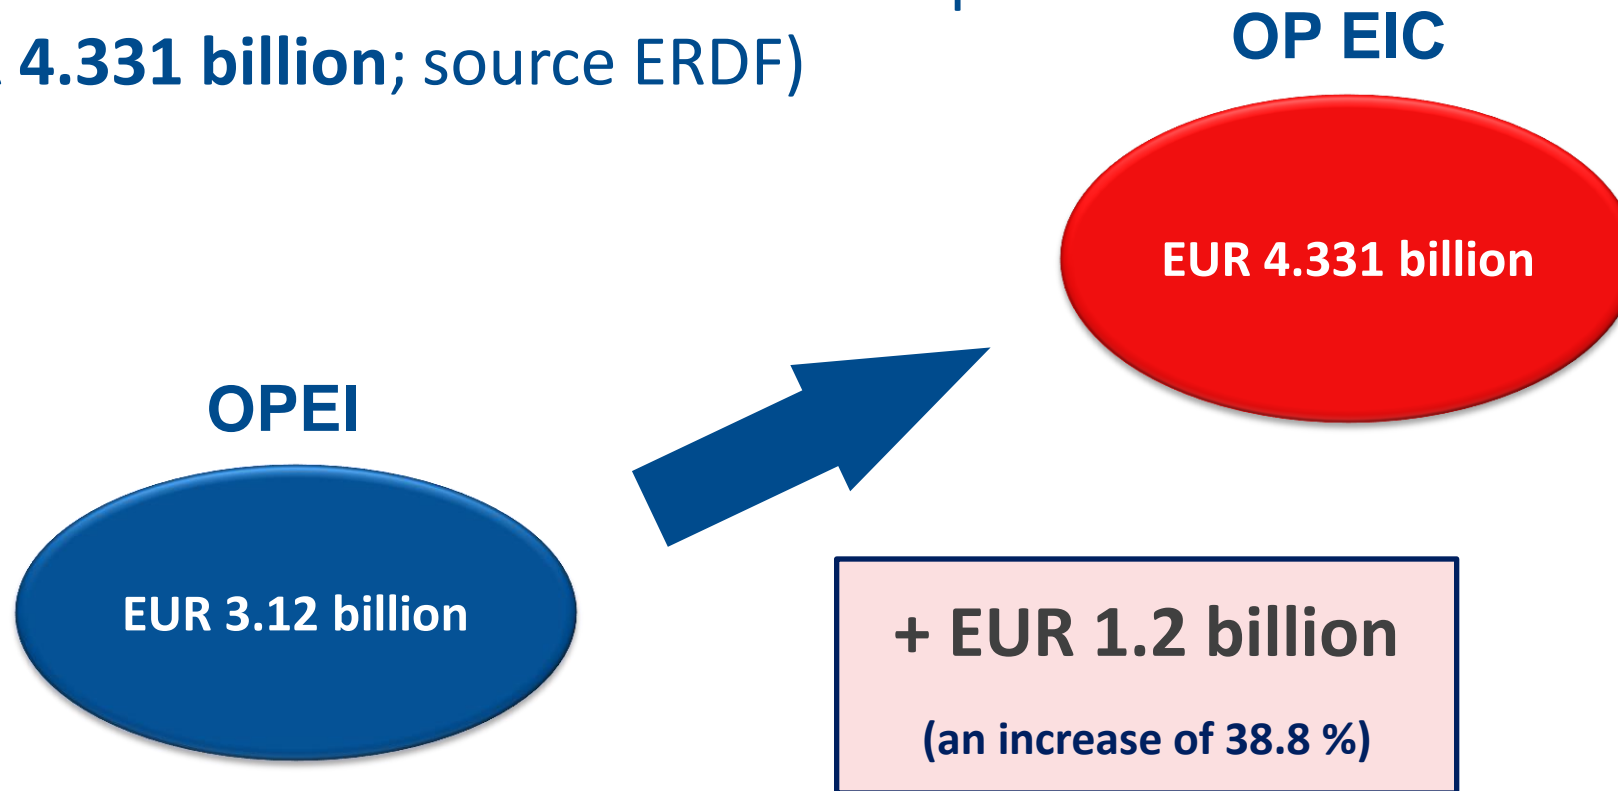 4.331 billion; source ERDF)
OP EIC
EUR 4.331 billion
OPEI
EUR 3.12 billion
+ EUR 1.2 billion
(an increase of 38.8 %)